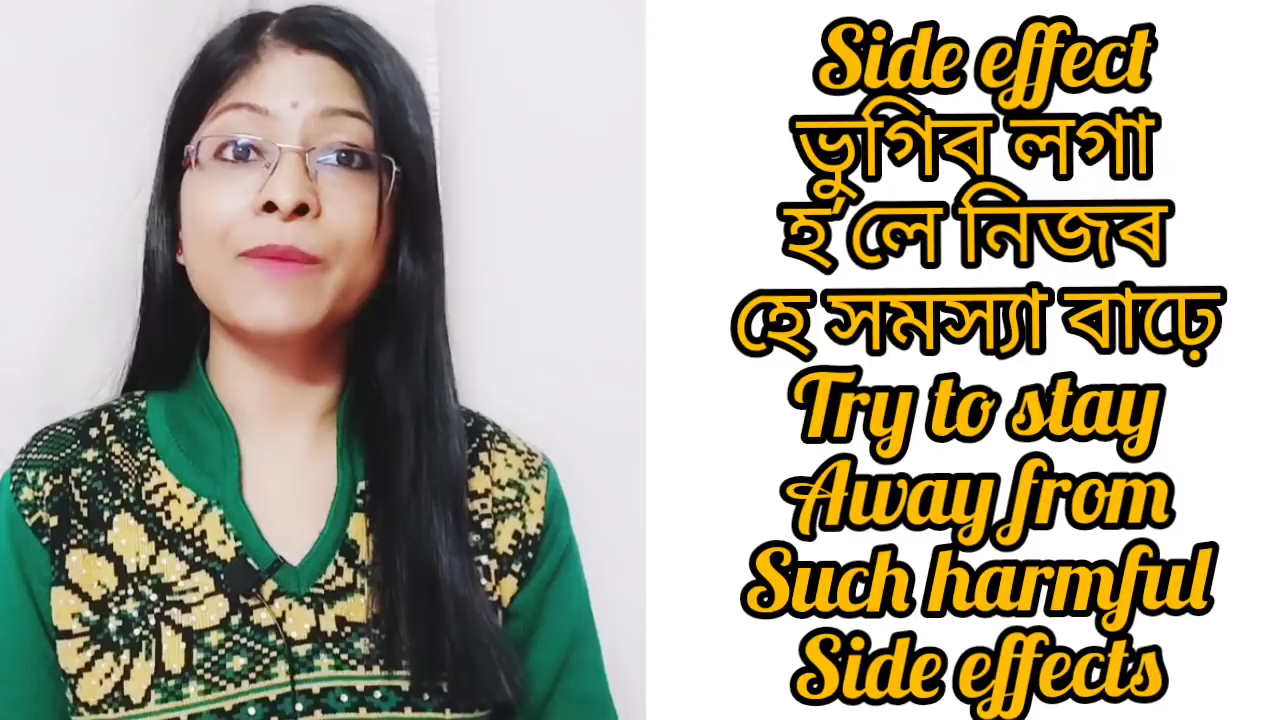 Side effect
ভুগিব লগা
হ'লে নিজৰ
হে সমস্যা বাঢ়ে
Try to stay
Away from
Such harmful
Side effects